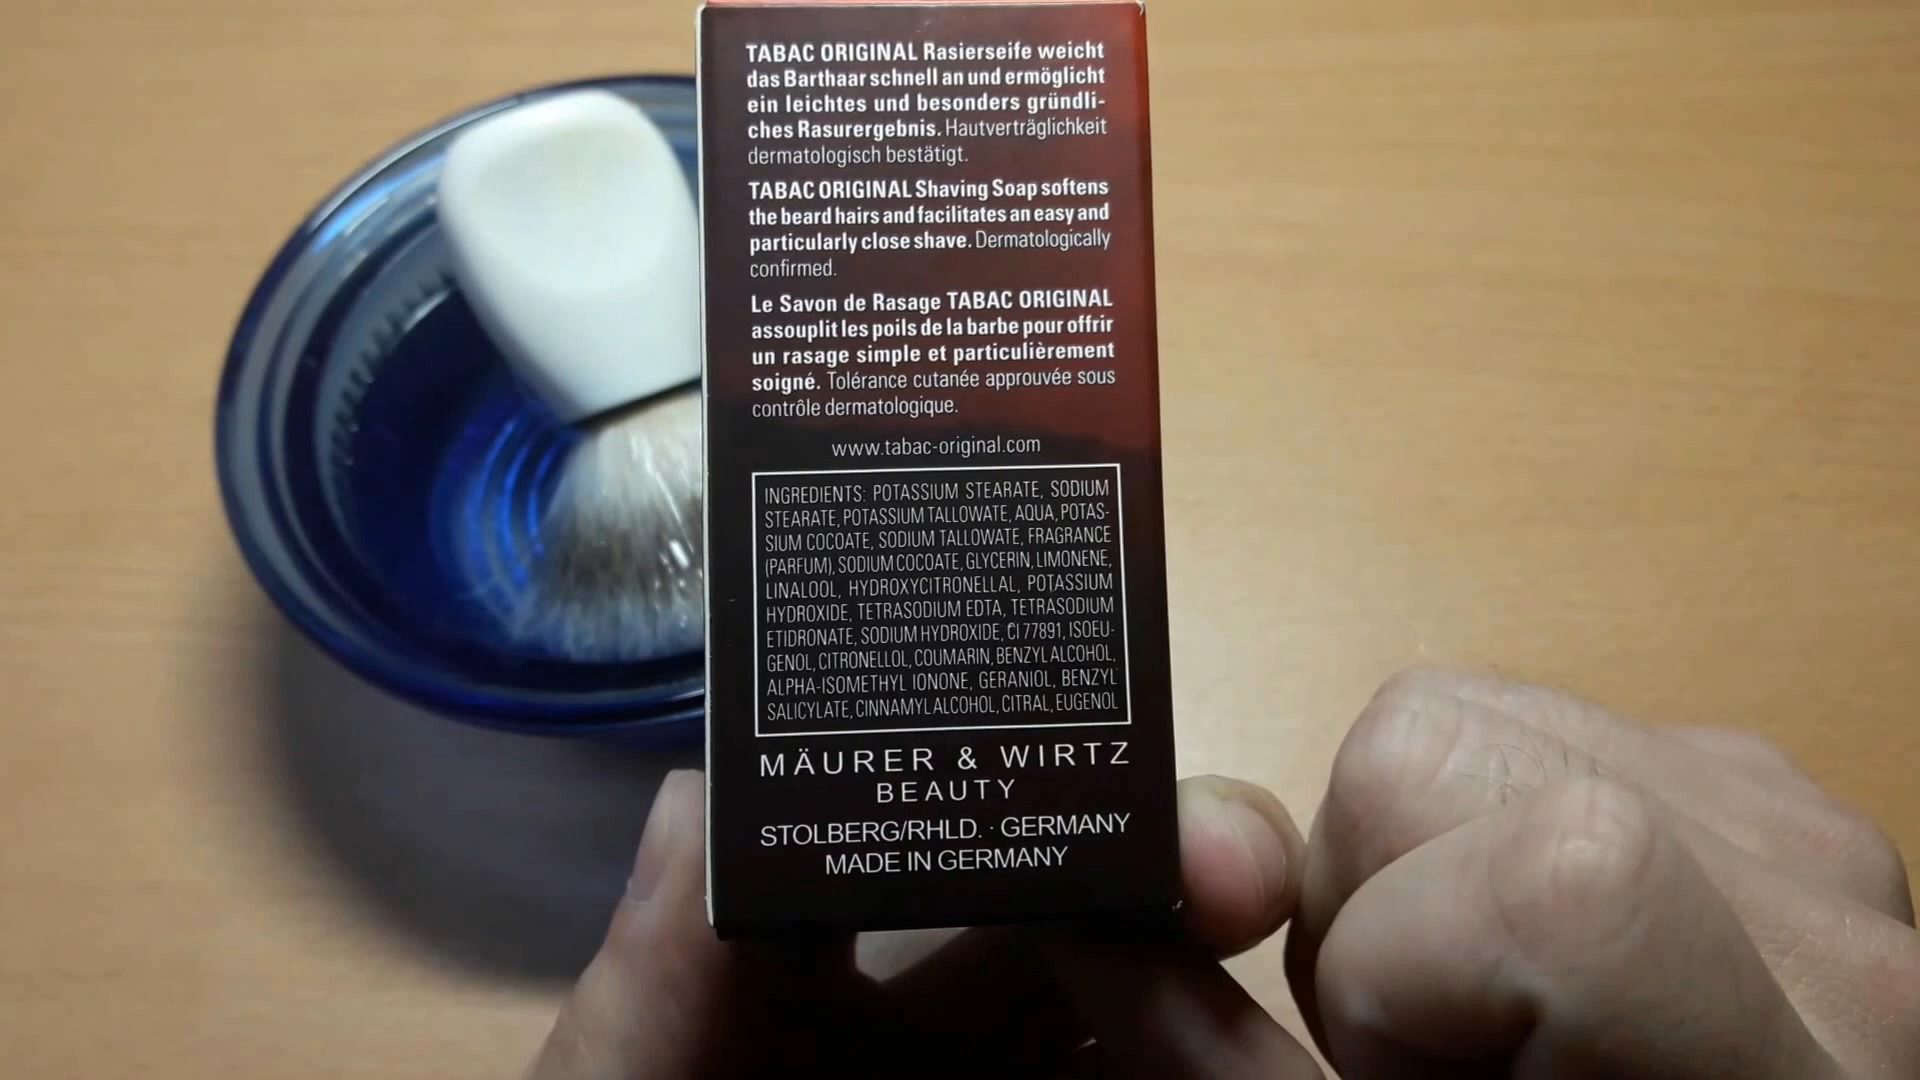 TABAC ORIGINAL Rasierseife weicht
das Barthaar schnell an und ermöglicht
ein leichtes und besonders gründli-
ches Rasurergebnis. Hautverträglichkeit
dermatologisch bestätigt.
TABAC ORIGINAL Shaving Soap softens
the beard hairs and facilitates an easy and
particularly close shave. Dermatologically
confirmed.
Le Savon de Rasage TABAC ORIGINAL
assouplit les poils de la barbe pour offrir
un rasage simple et particulièrement
soigné. Tolérance cutanée approuvée sous
contrôle dermatologique.
www.tabac-original.com
INGREDIENTS: POTASSIUM STEARATE, SODIUM
STEARATE, POTASSIUM TALLOWATE, AQUA, POTAS-
SIUM COCOATE, SODIUM TALLOWATE, FRAGRANCE
(PARFUM), SODIUM COCOATE, GLYCERIN, LIMONENE,
LINALOOL, HYDROXYCITRONELLAL, POTASSIUM
HYDROXIDE, TETRASODIUM EDTA, TETRASODIUM
ETIDRONATE, SODIUM HYDROXIDE, CI 77891, ISOEU-
GENOL, CITRONELLOL, COUMARIN, BENZYL ALCOHOL,
ALPHA-ISOMETHYL IONONE, GERANIOL, BENZYL
SALICYLATE, CINNAMYL ALCOHOL, CITRAL, EUGENOL
MÄURER & WIRTZ
BEAUTY
STOLBERG/RHLD. · GERMANY
MADE IN GERMANY